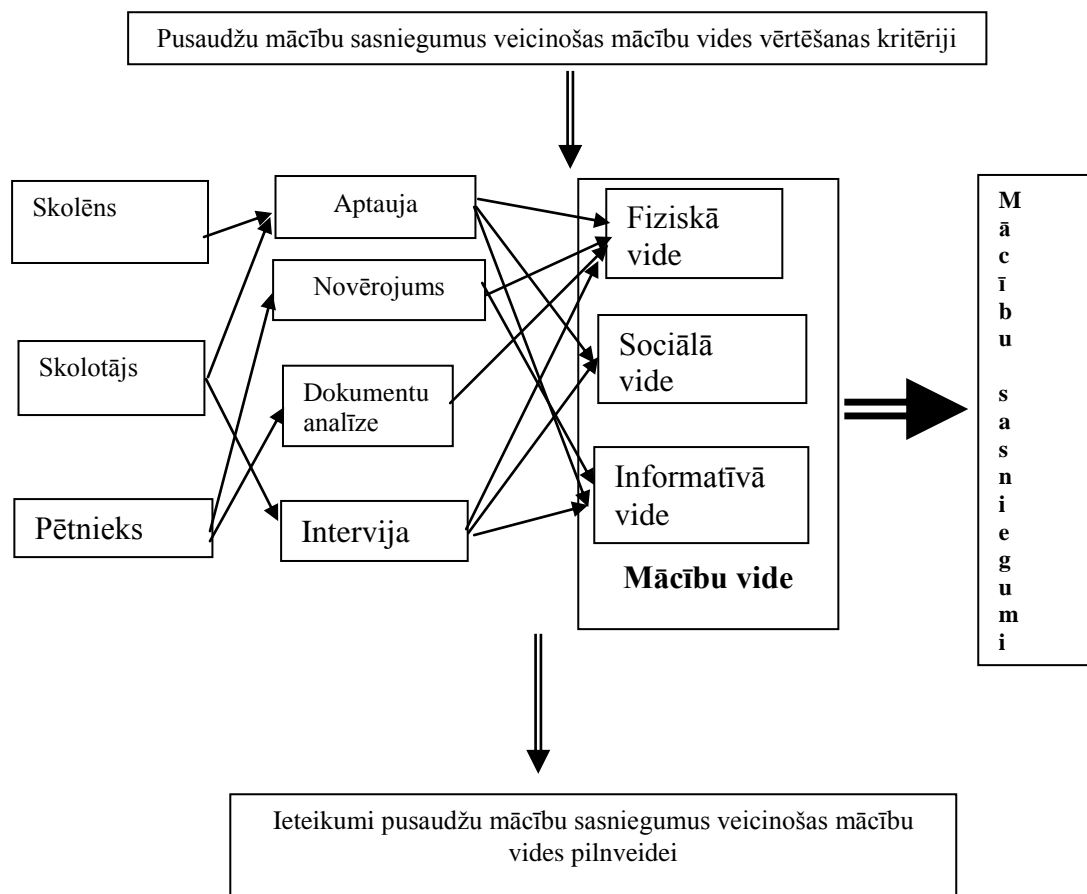 Pusaudžu mācību sasniegumus veicinošas mācību vides vērtēšanas kritēriji
Skolēns
Aptauja
Fiziskā
vide
Novērojums
Skolotājs
Sociālā
vide
Dokumentu
analīze
Pētnieks
Intervija
Informatīvā
vide
Mācību vide
M
ā
c
ī
b
u
s
a
s
n
i
e
g
u
m
i
Ieteikumi pusaudžu mācību sasniegumus veicinošas mācību
vides pilnveidei